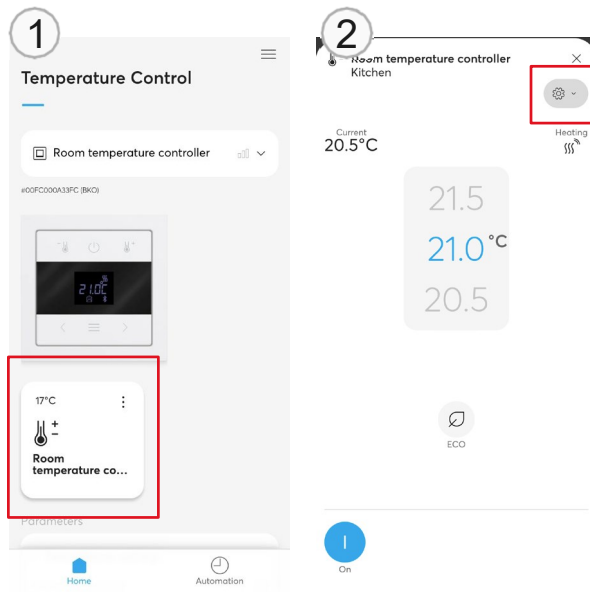 1
Temperature Control
Room temperature controller
#00FC000A33FC (BKO)
21.0°C
17°C
Room
temperature co...
Parameters
Home
Automation
2
Room temperature controller
Kitchen
Current
20.5°C
Heating
21.5
21.0 °C
20.5
ECO
On